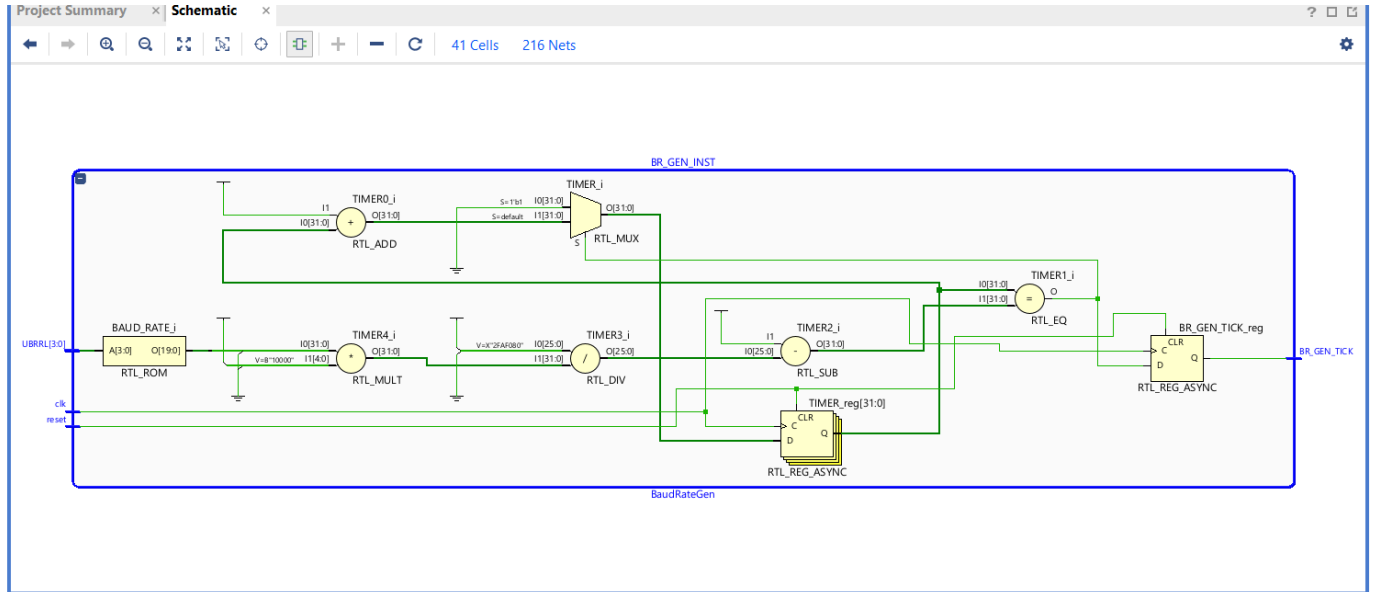 Project Summary × Schematic × ?
41 Cells 216 Nets
BR_GEN_INST
TIMER_i
S=1'b1 I0[31:0]
S=default I1[31:0]
O[31:0]
S
RTL_MUX
TIMER0_i
I1
I0[31:0]
+
O[31:0]
RTL_ADD
TIMER1_i
I0[31:0]
I1[31:0]
=
O
RTL_EQ
UBRRL[3:0]
BAUD_RATE_i
A[3:0] O[19:0]
RTL_ROM
TIMER4_i
I0[31:0]
V=B"10000" I1[4:0]
*
O[31:0]
RTL_MULT
TIMER3_i
V=X"2FAF080" I0[25:0]
I1[31:0]
/
O[25:0]
RTL_DIV
TIMER2_i
I1
I0[25:0]
-
O[31:0]
RTL_SUB
BR_GEN_TICK_reg
CLR
C
D
Q
RTL_REG_ASYNC
BR_GEN_TICK
clk
reset
TIMER_reg[31:0]
CLR
C
D
Q
RTL_REG_ASYNC
BaudRateGen